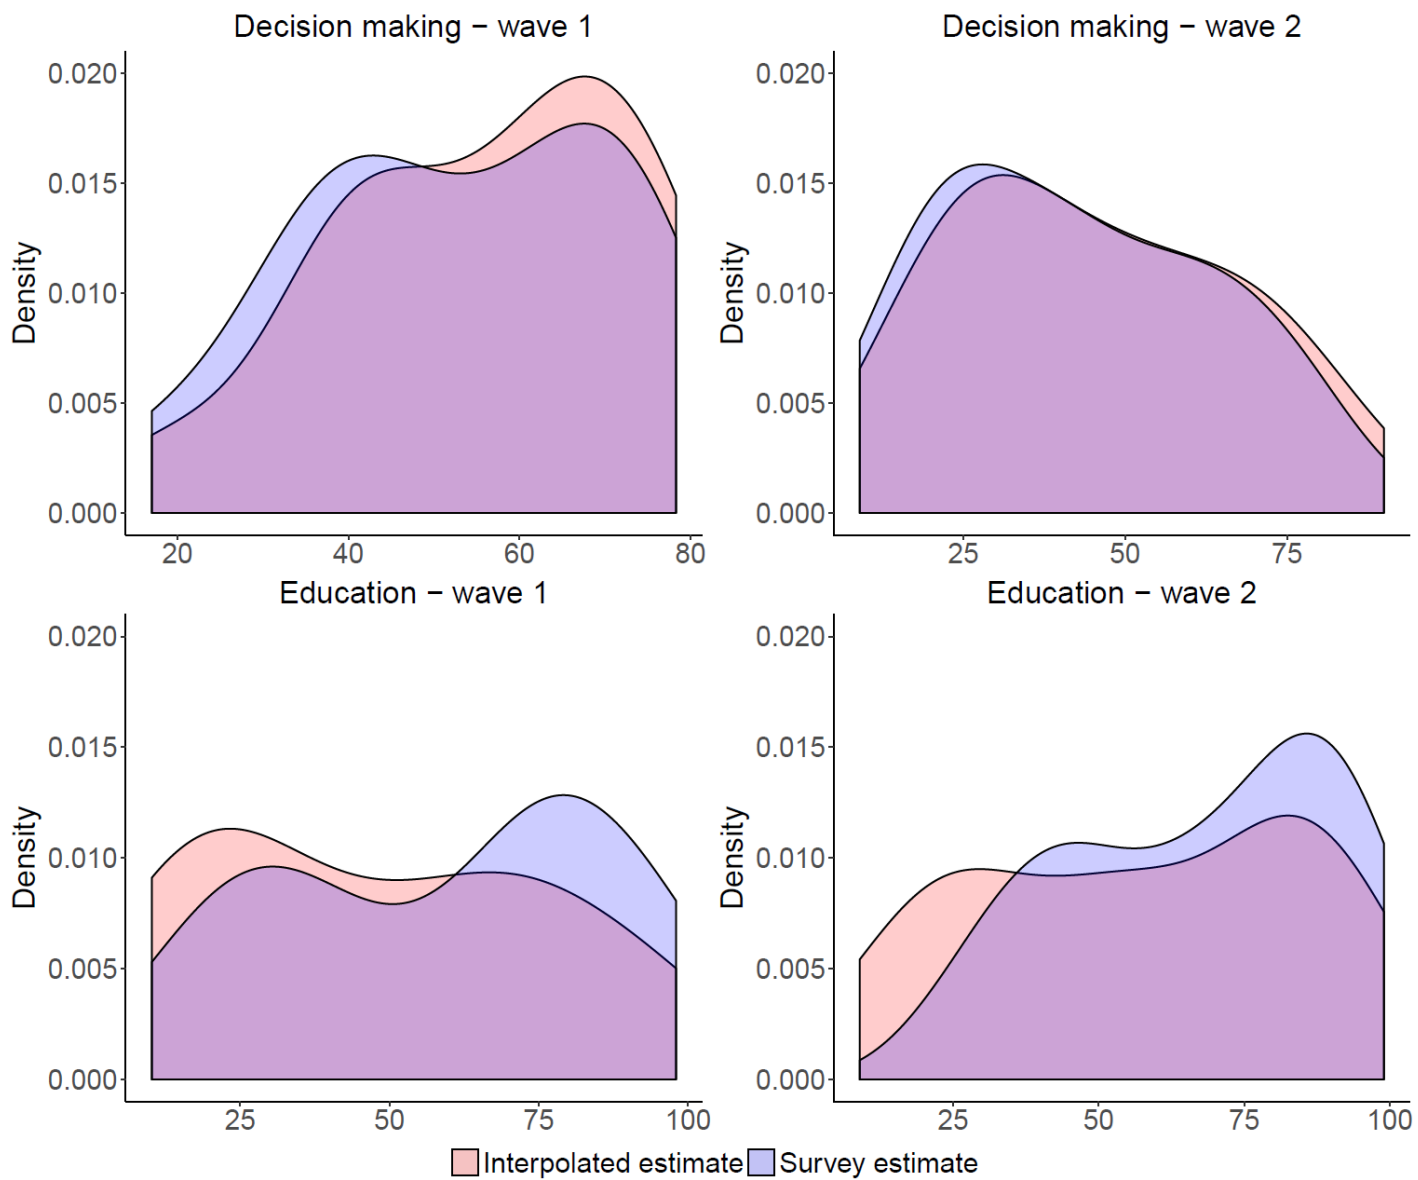 Decision making − wave 1
Density
0.020
0.015
0.010
0.005
0.000
20 40 60 80
Decision making − wave 2
Density
0.020
0.015
0.010
0.005
0.000
25 50 75
Education − wave 1
Density
0.020
0.015
0.010
0.005
0.000
25 50 75 100
Education − wave 2
Density
0.020
0.015
0.010
0.005
0.000
25 50 75 100
Interpolated estimate Survey estimate